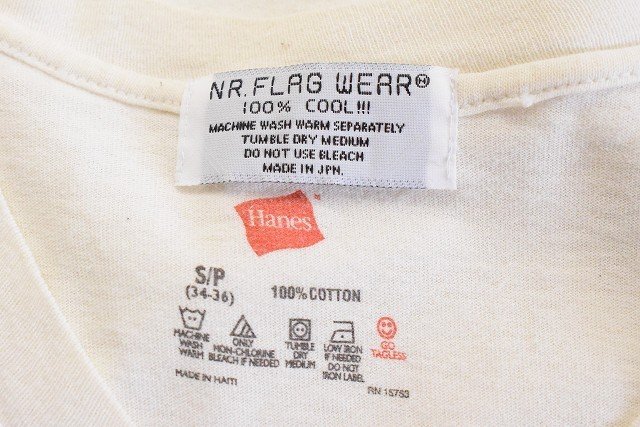 NR.FLAG WEAR®
100% COOL!!!
MACHINE WASH WARM SEPARATELY
TUMBLE DRY MEDIUM
DO NOT USE BLEACH
MADE IN JPN.
Hanes
S/P
(34-36)
100% COTTON
MACHINE
WASH
WARM
ONLY
NON-CHLORINE
BLEACH IF NEEDED
TUMBLE
DRY
MEDIUM
LOW IRON
IF NEEDED
DO NOT
IRON LABEL
GO
TAGLESS
MADE IN HAITI
RN 15763